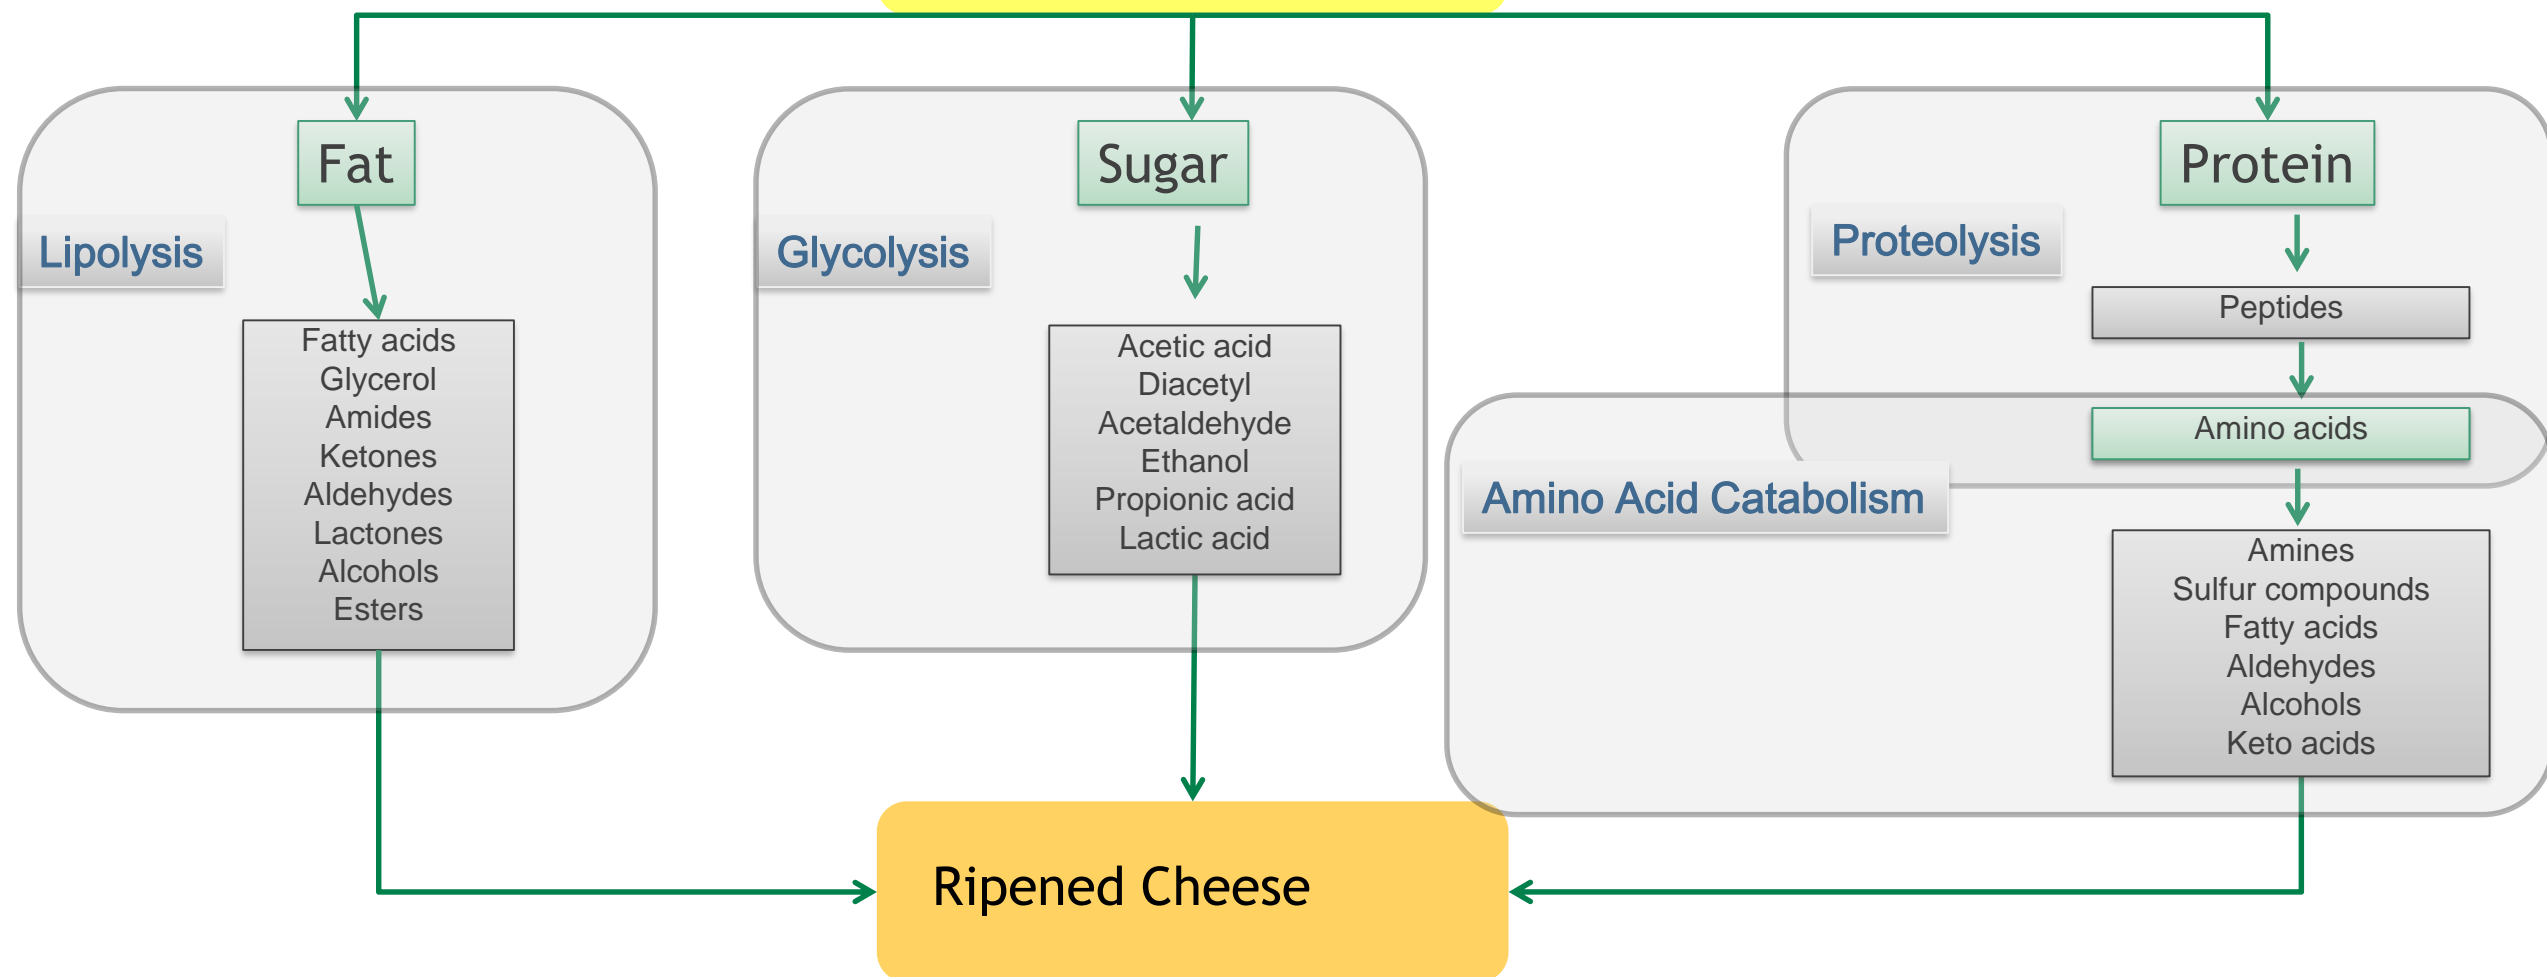 Fat
Lipolysis
Fatty acids
Glycerol
Amides
Ketones
Aldehydes
Lactones
Alcohols
Esters
Sugar
Glycolysis
Acetic acid
Diacetyl
Acetaldehyde
Ethanol
Propionic acid
Lactic acid
Protein
Proteolysis
Peptides
Amino acids
Amino Acid Catabolism
Amines
Sulfur compounds
Fatty acids
Aldehydes
Alcohols
Keto acids
Ripened Cheese